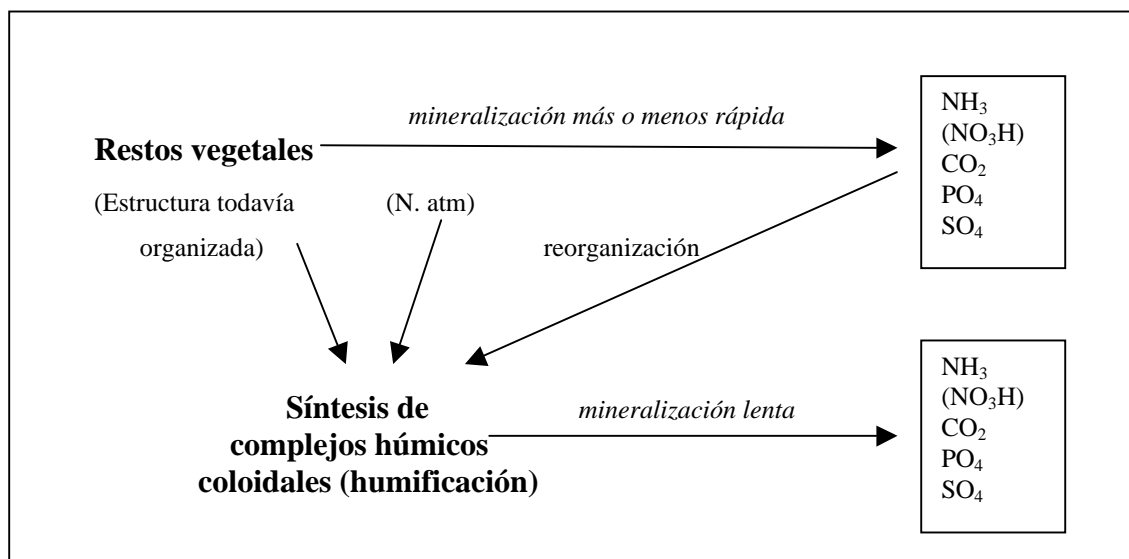 mineralización más o menos rápida
Restos vegetales
(Estructura todavía
organizada)
(N. atm)
reorganización
NH₃
(NO₃H)
CO₂
PO₄
SO₄
Síntesis de
complejos húmicos
coloidales (humificación)
mineralización lenta
NH₃
(NO₃H)
CO₂
PO₄
SO₄